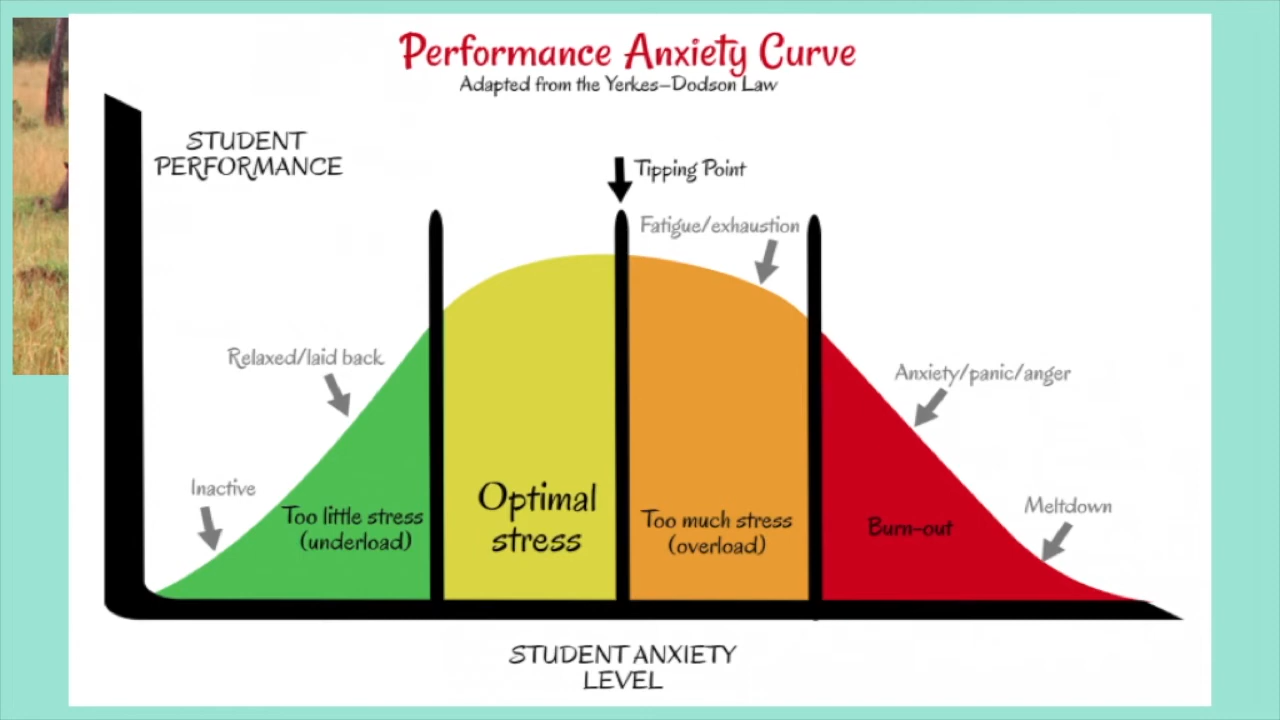 Performance Anxiety Curve
Adapted from the Yerkes–Dodson Law
STUDENT
PERFORMANCE
Tipping Point
Fatigue/exhaustion
Relaxed/laid back
Anxiety/panic/anger
Inactive
Meltdown
Too little stress
(underload)
Optimal
stress
Too much stress
(overload)
Burn-out
STUDENT ANXIETY
LEVEL